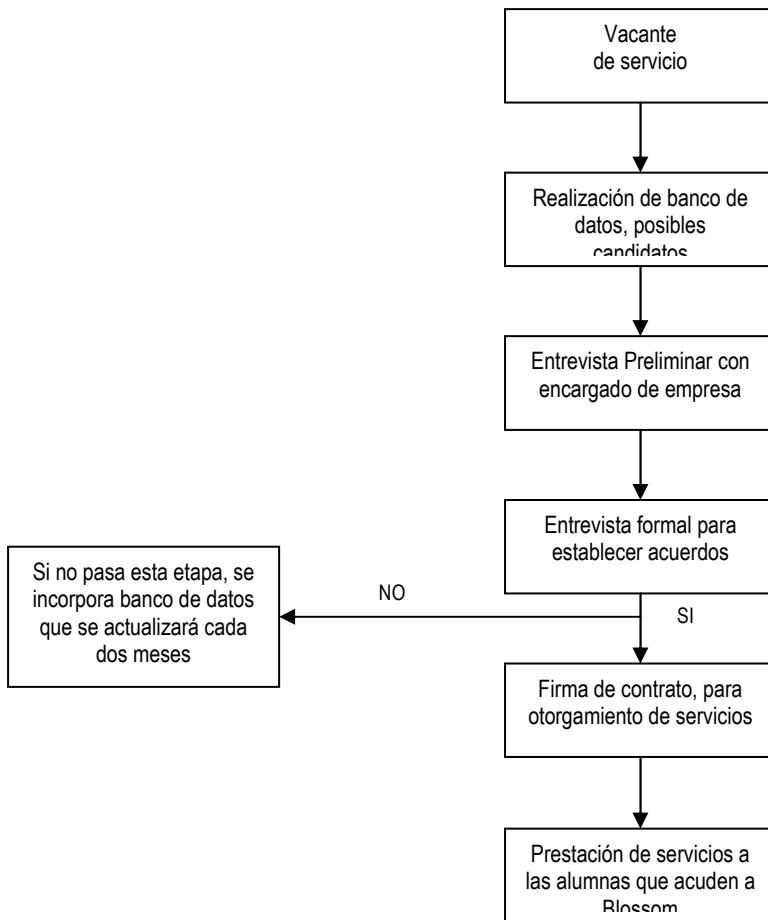 Vacante
de servicio
Realización de banco de
datos, posibles
candidatos
Entrevista Preliminar con
encargado de empresa
Entrevista formal para
establecer acuerdos
Si no pasa esta etapa, se
incorpora banco de datos
que se actualizará cada
dos meses
NO
SI
Firma de contrato, para
otorgamiento de servicios
Prestación de servicios a
las alumnas que acuden a
Blossom